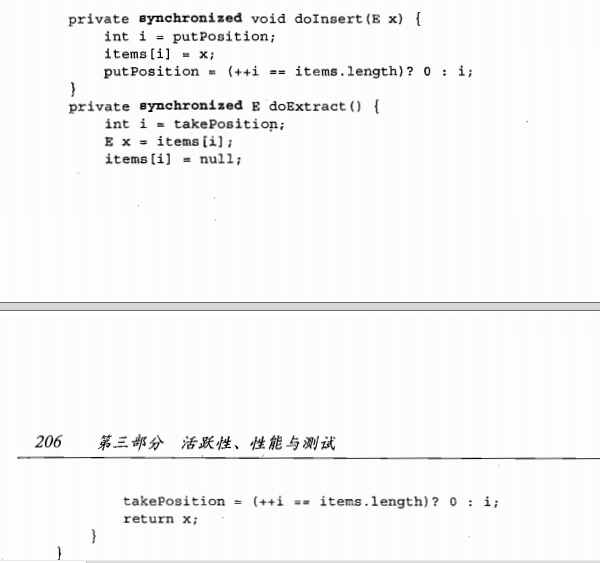 private synchronized void doInsert(E x) {
    int i = putPosition;
    items[i] = x;
    putPosition = (++i == items.length)? 0 : i;
}
private synchronized E doExtract() {
    int i = takePosition;
    E x = items[i];
    items[i] = null;
206 第三部分 活跃性、性能与测试
    takePosition = (++i == items.length)? 0 : i;
    return x;
}
}